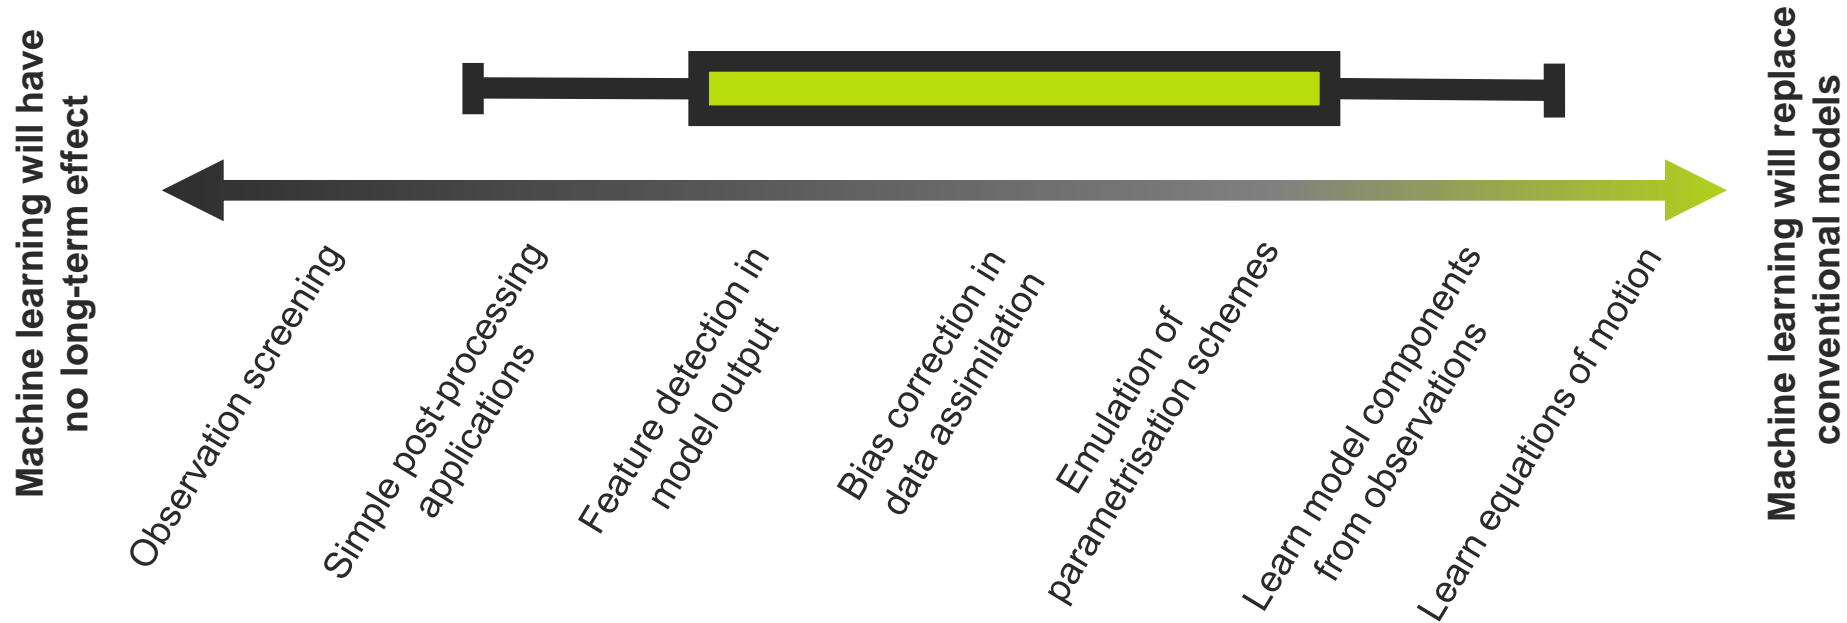 Machine learning will have
no long-term effect
Observation screening
Simple post-processing
applications
Feature detection in
model output
Bias correction in
data assimilation
Emulation of
parametrisation schemes
Learn model components
from observations
Learn equations of motion
Machine learning will replace
conventional models